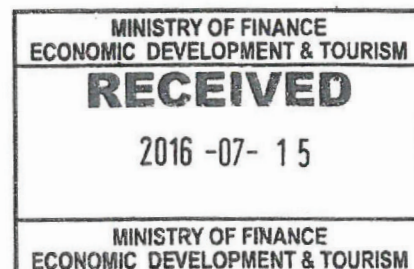 MINISTRY OF FINANCE
ECONOMIC DEVELOPMENT & TOURISM
RECEIVED
2016 -07- 15
MINISTRY OF FINANCE
ECONOMIC DEVELOPMENT & TOURISM